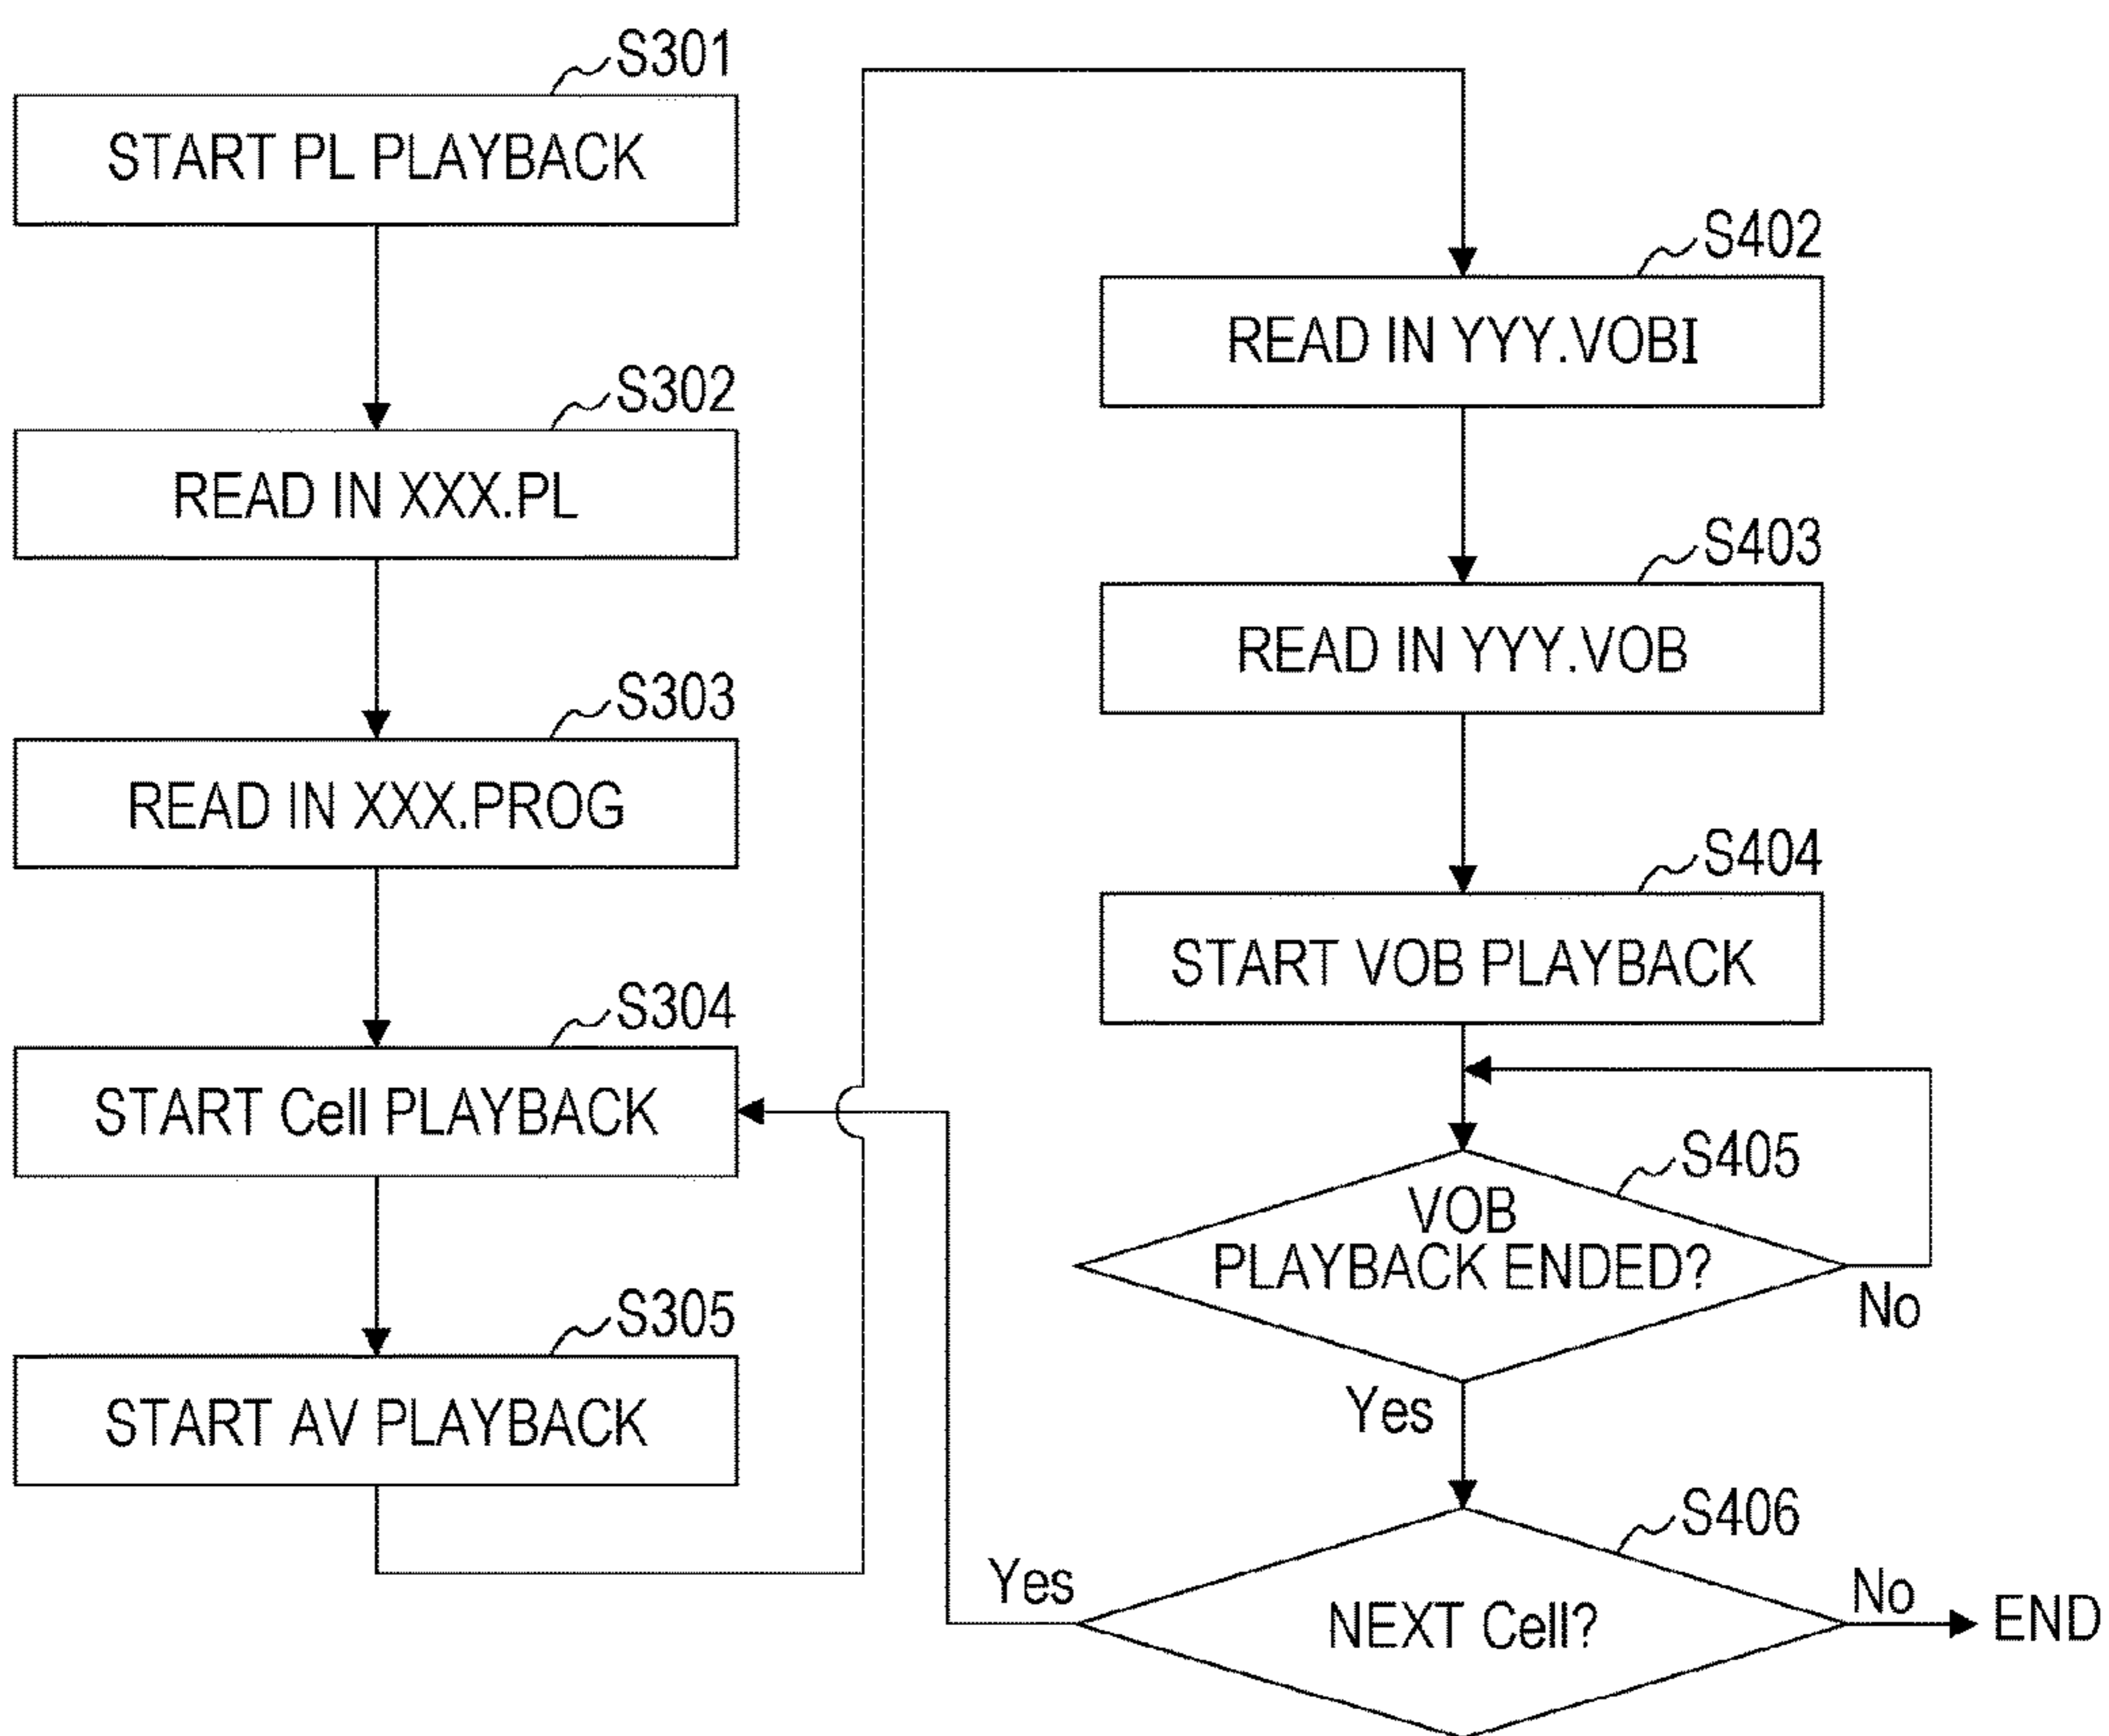 S301
START PL PLAYBACK
S302
READ IN XXX.PL
S303
READ IN XXX.PROG
S304
START Cell PLAYBACK
S305
START AV PLAYBACK
S402
READ IN YYY.VOBI
S403
READ IN YYY.VOB
S404
START VOB PLAYBACK
S405
VOB
PLAYBACK ENDED?
No
Yes
S406
NEXT Cell?
Yes
No
END